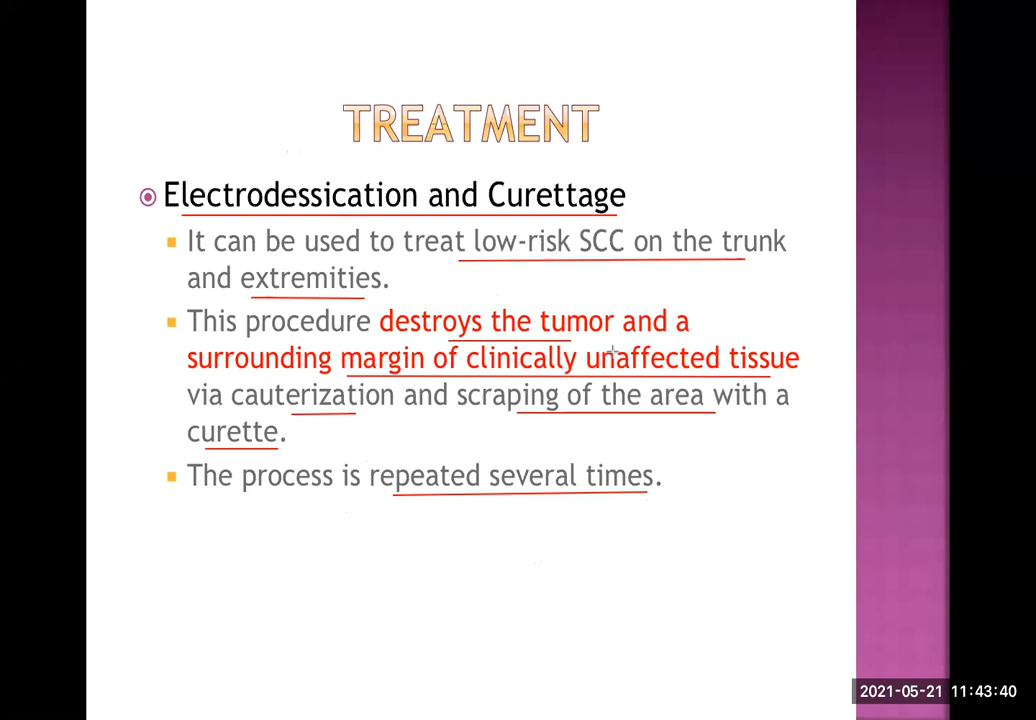 TREATMENT
Electrodessication and Curettage
It can be used to treat low-risk SCC on the trunk
and extremities.
This procedure destroys the tumor and a
surrounding margin of clinically unaffected tissue
via cauterization and scraping of the area with a
curette.
The process is repeated several times.
2021-05-21 11:43:40